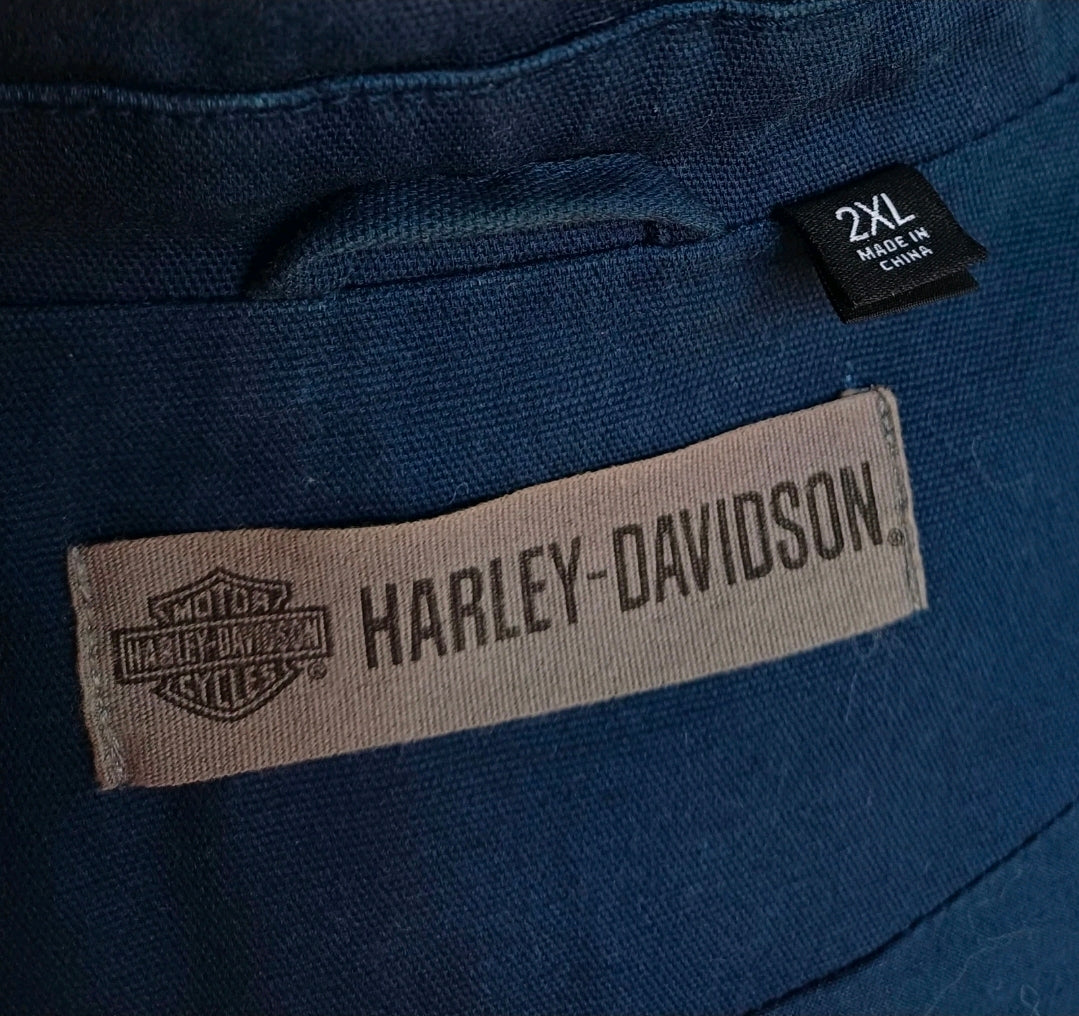 2XL
MADE IN
CHINA
MOTOR
HARLEY-DAVIDSON
CYCLES
®
HARLEY-DAVIDSON®